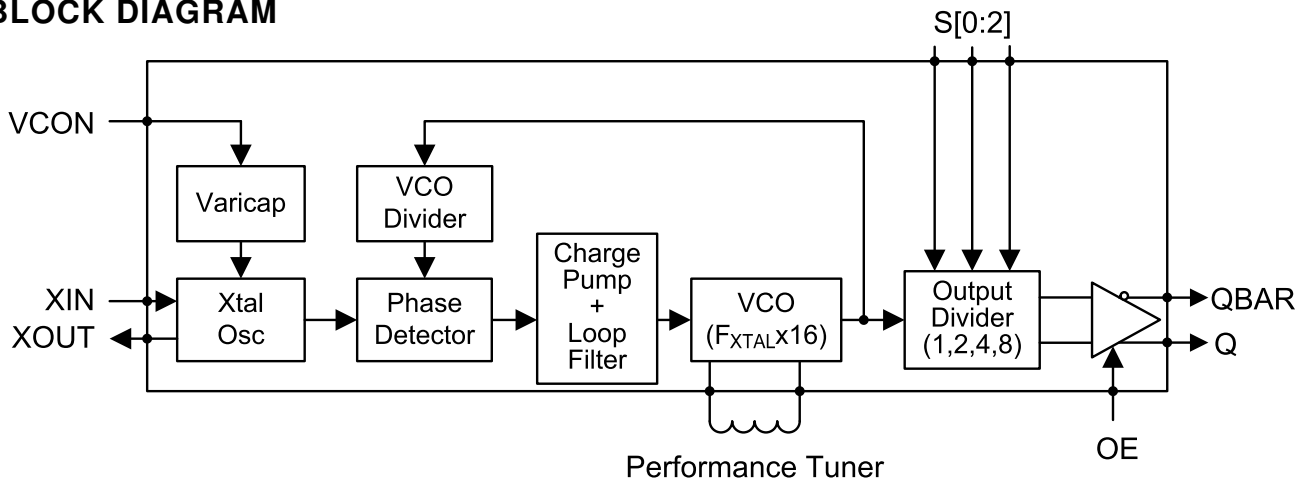 BLOCK DIAGRAM
S[0:2]
VCON
Varicap
VCO
Divider
XIN
XOUT
Xtal
Osc
Phase
Detector
Charge
Pump
+
Loop
Filter
VCO
(FXTALx16)
Output
Divider
(1,2,4,8)
QBAR
Q
OE
Performance Tuner